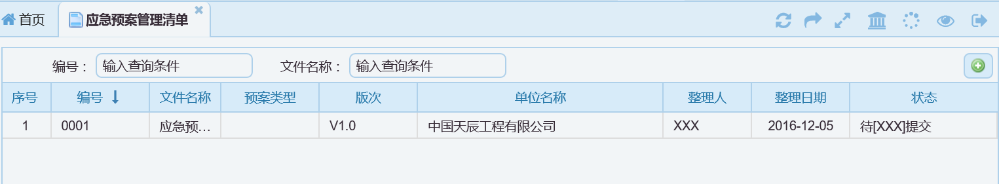 首页 应急预案管理清单
编号： 输入查询条件 文件名称： 输入查询条件
序号 编号 文件名称 预案类型 版次 单位名称 整理人 整理日期 状态
1 0001 应急预… V1.0 中国天辰工程有限公司 XXX 2016-12-05 待[XXX]提交